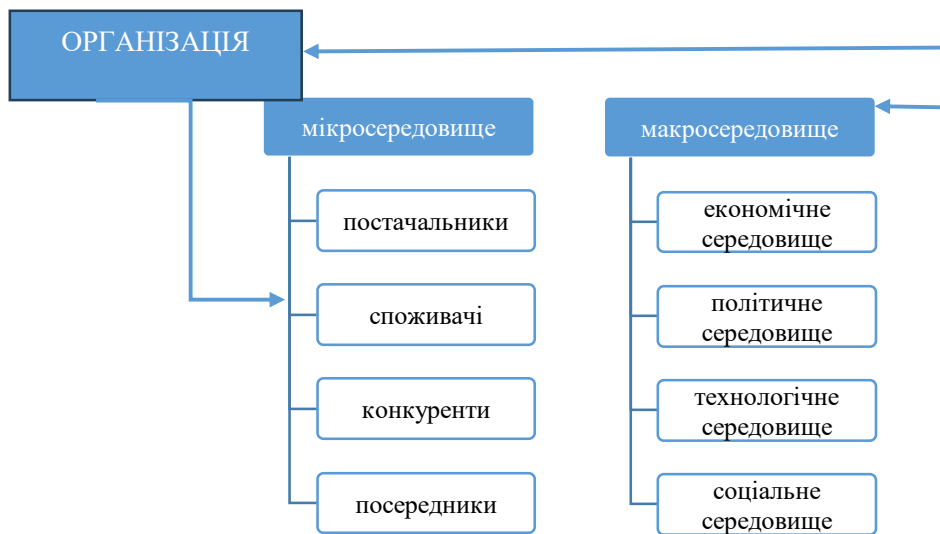 ОРГАНІЗАЦІЯ
мікросередовище
постачальники
споживачі
конкуренти
посередники
макросередовище
економічне
середовище
політичне
середовище
технологічне
середовище
соціальне
середовище